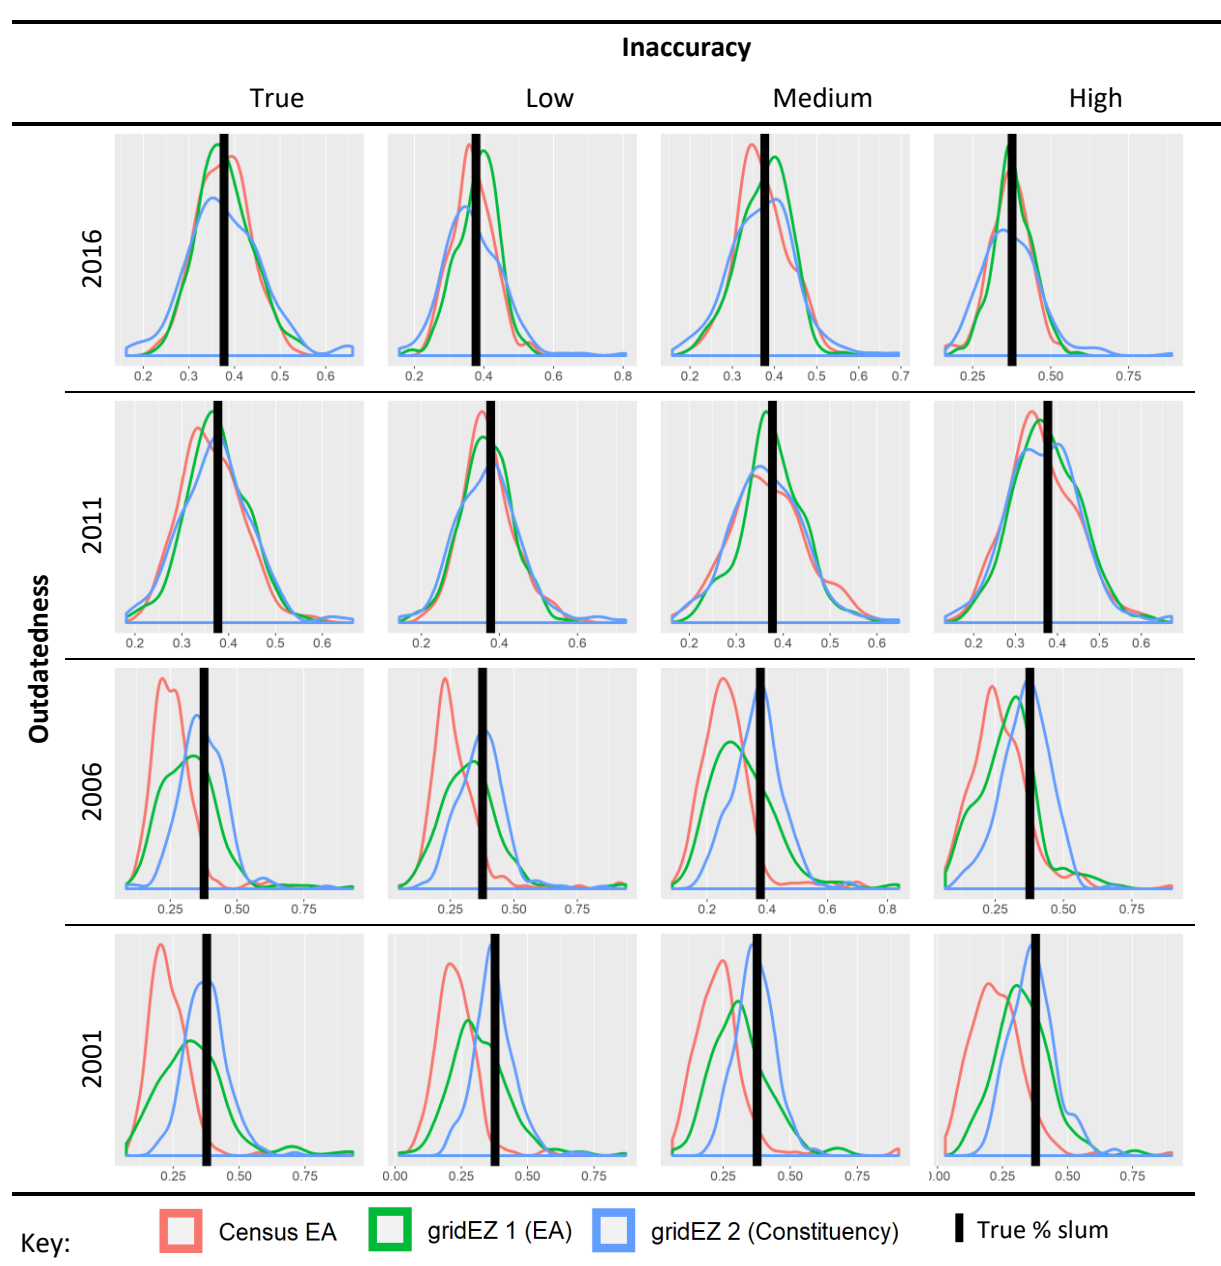 Inaccuracy
True Low Medium High
2016
0.2 0.3 0.4 0.5 0.6 0.2 0.4 0.6 0.8 0.2 0.3 0.4 0.5 0.6 0.7 0.25 0.50 0.75
2011
0.2 0.3 0.4 0.5 0.6 0.2 0.4 0.6 0.2 0.3 0.4 0.5 0.6 0.2 0.3 0.4 0.5 0.6
Outdatedness
2006
0.25 0.50 0.75 0.25 0.50 0.75 0.2 0.4 0.6 0.8 0.25 0.50 0.75
2001
0.25 0.50 0.75 0.00 0.25 0.50 0.75 0.25 0.50 0.75 0.00 0.25 0.50 0.75
Key: Census EA gridEZ 1 (EA) gridEZ 2 (Constituency) True % slum